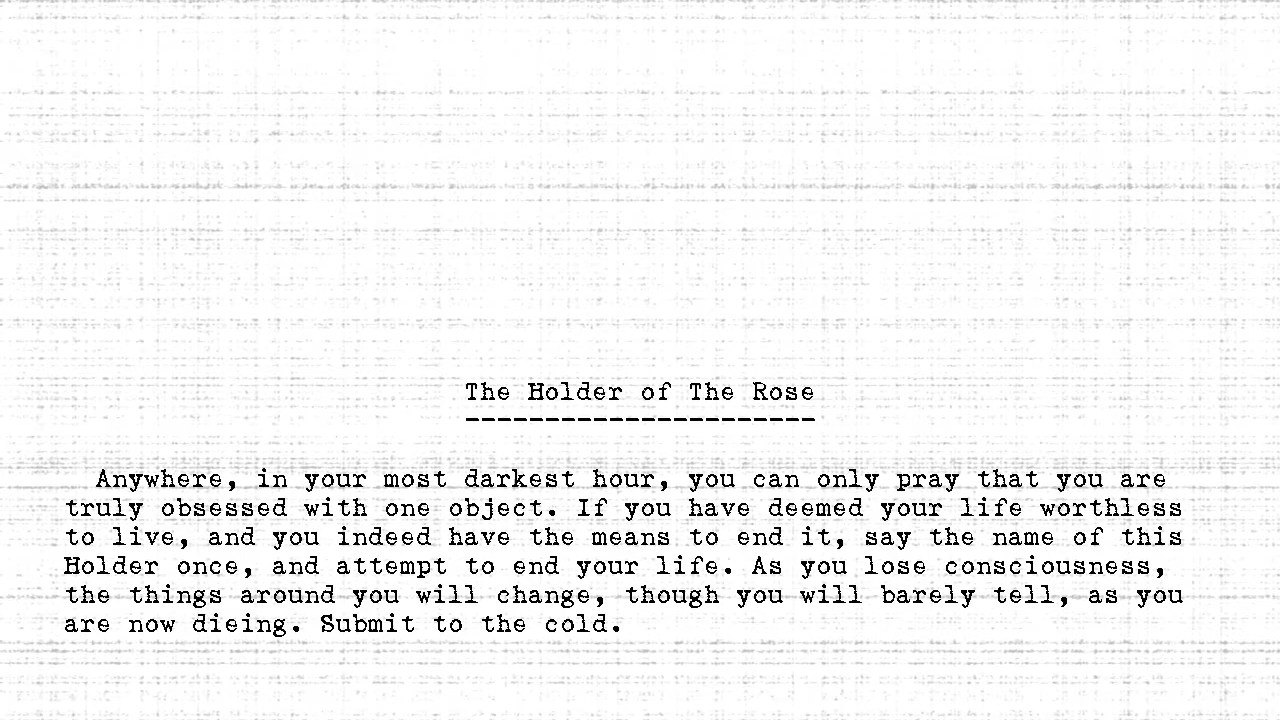 The Holder of The Rose
----------------------
Anywhere, in your most darkest hour, you can only pray that you are
truly obsessed with one object. If you have deemed your life worthless
to live, and you indeed have the means to end it, say the name of this
Holder once, and attempt to end your life. As you lose consciousness,
the things around you will change, though you will barely tell, as you
are now dieing. Submit to the cold.